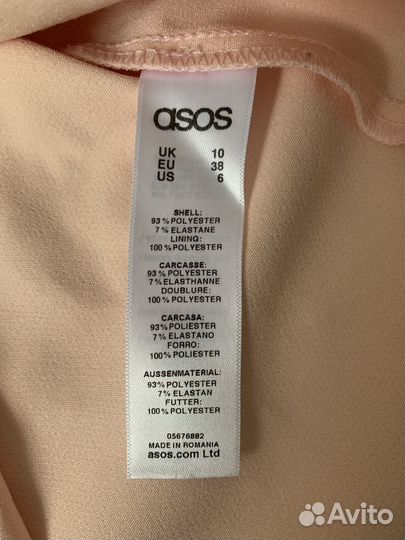 asos
UK 10
EU 38
US 6
SHELL:
93% POLYESTER
7% ELASTANE
LINING:
100% POLYESTER
CARCASSE:
93% POLYESTER
7% ELASTHANNE
DOUBLURE:
100% POLYESTER
CARCASA:
93% POLIESTER
7% ELASTANO
FORRO:
100% POLIESTER
AUSSENMATERIAL:
93% POLYESTER
7% ELASTAN
FUTTER:
100% POLYESTER
05676882
MADE IN ROMANIA
asos.com Ltd
Avito